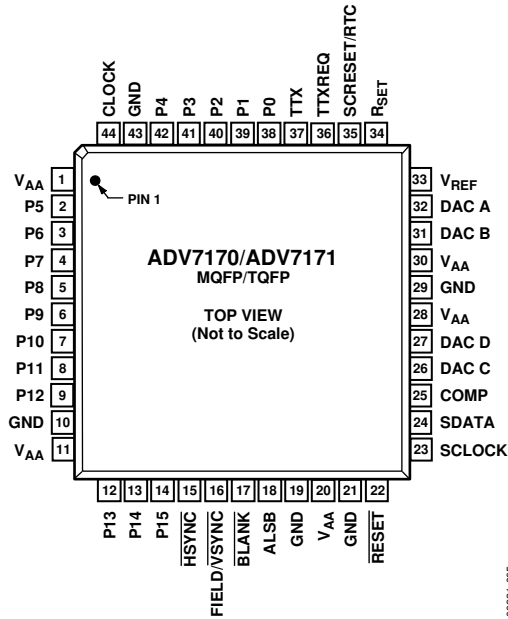 CLOCK
GND
P4
P3
P2
P1
P0
TTX
TTXREQ
SCRESET/RTC
RSET
44 43 42 41 40 39 38 37 36 35 34
VAA 1
P5 2
P6 3
P7 4
P8 5
P9 6
P10 7
P11 8
P12 9
GND 10
VAA 11
PIN 1
ADV7170/ADV7171
MQFP/TQFP
TOP VIEW
(Not to Scale)
33 VREF
32 DAC A
31 DAC B
30 VAA
29 GND
28 VAA
27 DAC D
26 DAC C
25 COMP
24 SDATA
23 SCLOCK
12 13 14 15 16 17 18 19 20 21 22
P13
P14
P15
HSYNC
FIELD/VSYNC
BLANK
ALSB
GND
VAA
GND
RESET